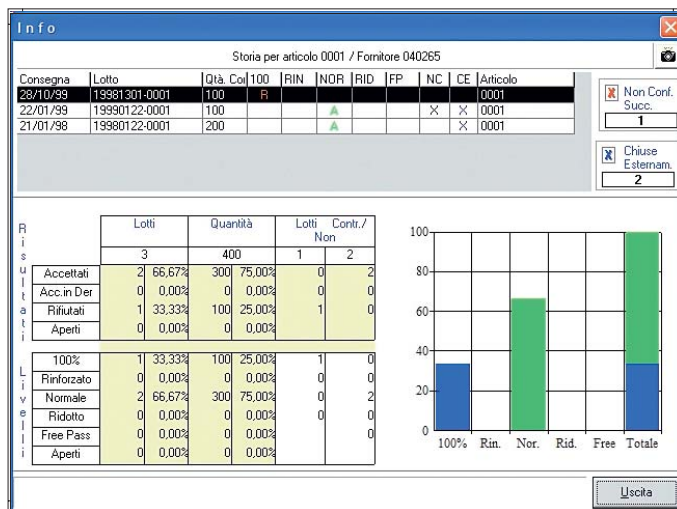 Info
Storia per articolo 0001 / Fornitore 040265
Consegna Lotto Qtà. Col 100 RIN NOR RID FP NC CE Articolo
28/10/99 19981301-0001 100 R 0001
22/01/99 19990122-0001 100 A X X 0001
21/01/98 19980122-0001 200 A X 0001
X Non Conf. Succ.
1
X Chiuse Esternam.
2
Risultati
Lotti Quantità Lotti Contr./ Non
3 400 1 2
Accettati 2 66,67% 300 75,00% 0 2
Acc.in Der 0 0,00% 0 0,00% 0 0
Rifiutati 1 33,33% 100 25,00% 1 0
Aperti 0 0,00% 0 0,00%
Livelli
100% 1 33,33% 100 25,00% 1 0
Rinforzato 0 0,00% 0 0,00% 0 0
Normale 2 66,67% 300 75,00% 0 2
Ridotto 0 0,00% 0 0,00% 0 0
Free Pass 0 0,00% 0 0,00% 0
Aperti 0 0,00% 0 0,00%
100
80
60
40
20
0
100% Rin. Nor. Rid. Free Totale
Uscita